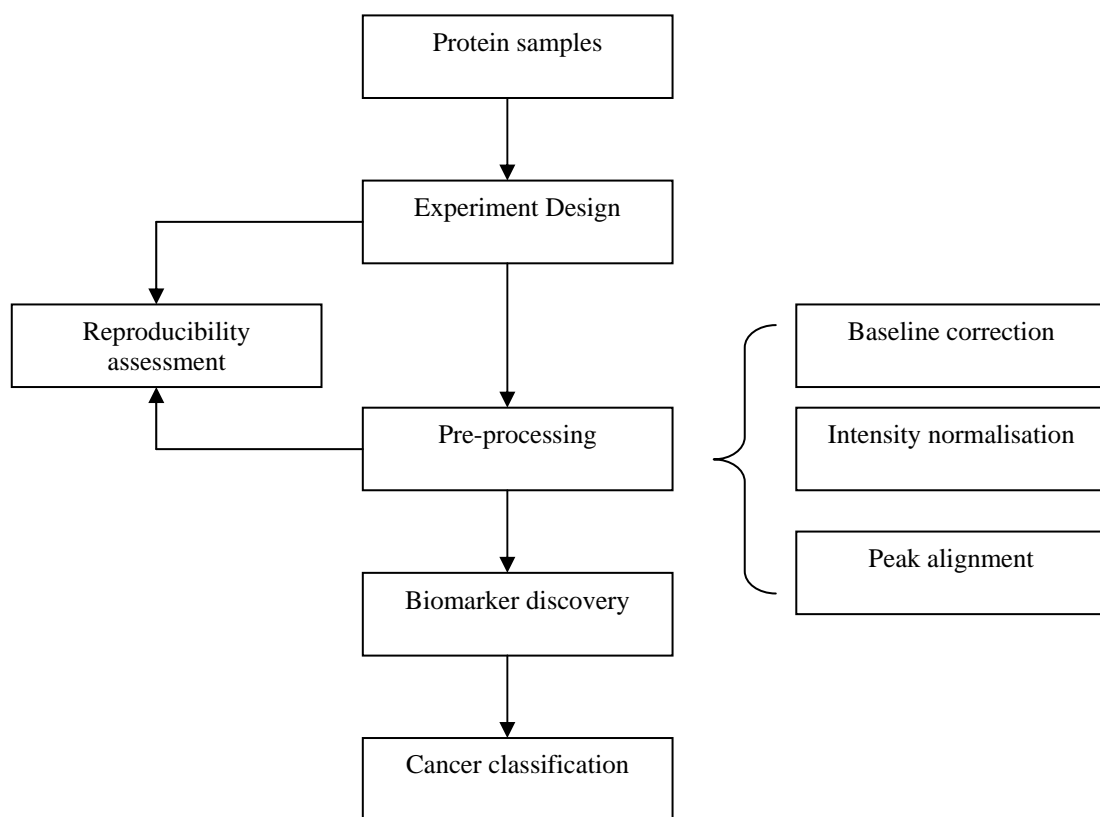 Protein samples
Experiment Design
Reproducibility
assessment
Baseline correction
Pre-processing
Intensity normalisation
Peak alignment
Biomarker discovery
Cancer classification